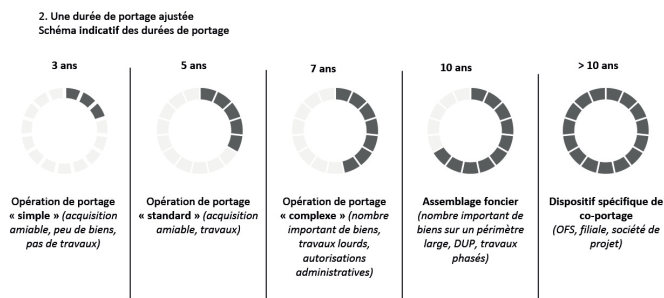 2. Une durée de portage ajustée
Schéma indicatif des durées de portage
3 ans
5 ans
7 ans
10 ans
> 10 ans
Opération de portage
« simple » (acquisition
amiable, peu de biens,
pas de travaux)
Opération de portage
« standard » (acquisition
amiable, travaux)
Opération de portage
« complexe » (nombre
important de biens,
travaux lourds,
autorisations
administratives)
Assemblage foncier
(nombre important de
biens sur un périmètre
large, DUP, travaux
phasés)
Dispositif spécifique de
co-portage
(OFS, filiale, société de
projet)